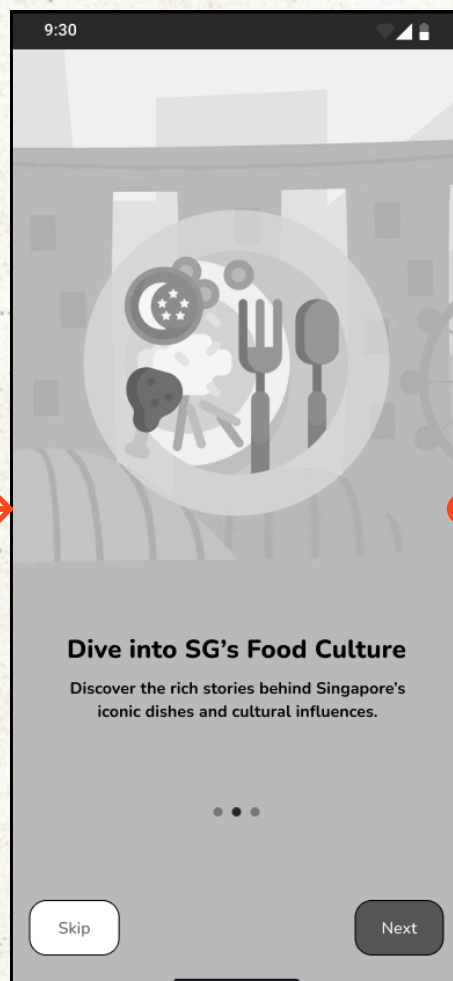 9:30
Dive into SG’s Food Culture
Discover the rich stories behind Singapore’s
iconic dishes and cultural influences.
Skip
Next